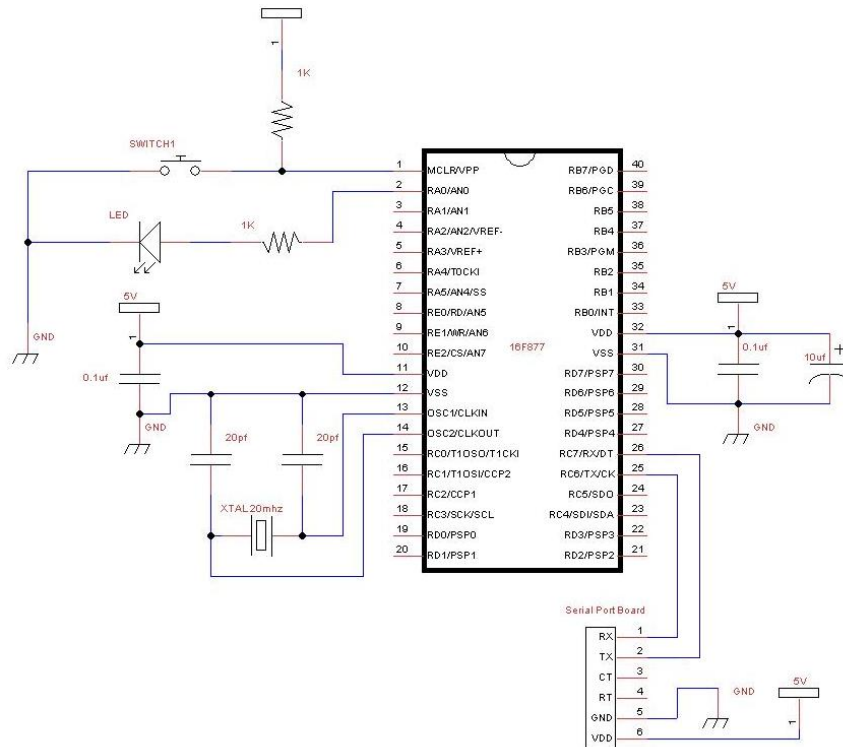 1
1K
SWITCH1
LED
1K
GND
5V
1
0.1uf
GND
20pf
20pf
XTAL20mhz
16F877
1 MCLR/VPP
2 RA0/AN0
3 RA1/AN1
4 RA2/AN2/VREF-
5 RA3/VREF+
6 RA4/TOCKI
7 RA5/AN4/SS
8 RE0/RD/AN5
9 RE1/WR/AN6
10 RE2/CS/AN7
11 VDD
12 VSS
13 OSC1/CLKIN
14 OSC2/CLKOUT
15 RC0/T1OSO/T1CKI
16 RC1/T1OSI/CCP2
17 RC2/CCP1
18 RC3/SCK/SCL
19 RD0/PSP0
20 RD1/PSP1
RB7/PGD 40
RB6/PGC 39
RB5 38
RB4 37
RB3/PGM 36
RB2 35
RB1 34
RB0/INT 33
VDD 32
VSS 31
RD7/PSP7 30
RD6/PSP6 29
RD5/PSP5 28
RD4/PSP4 27
RC7/RX/DT 26
RC6/TX/CK 25
RC5/SDO 24
RC4/SDI/SDA 23
RD3/PSP3 22
RD2/PSP2 21
5V
1
0.1uf
10uf
+
GND
Serial Port Board
RX 1
TX 2
CT 3
RT 4
GND 5
VDD 6
GND
5V
1